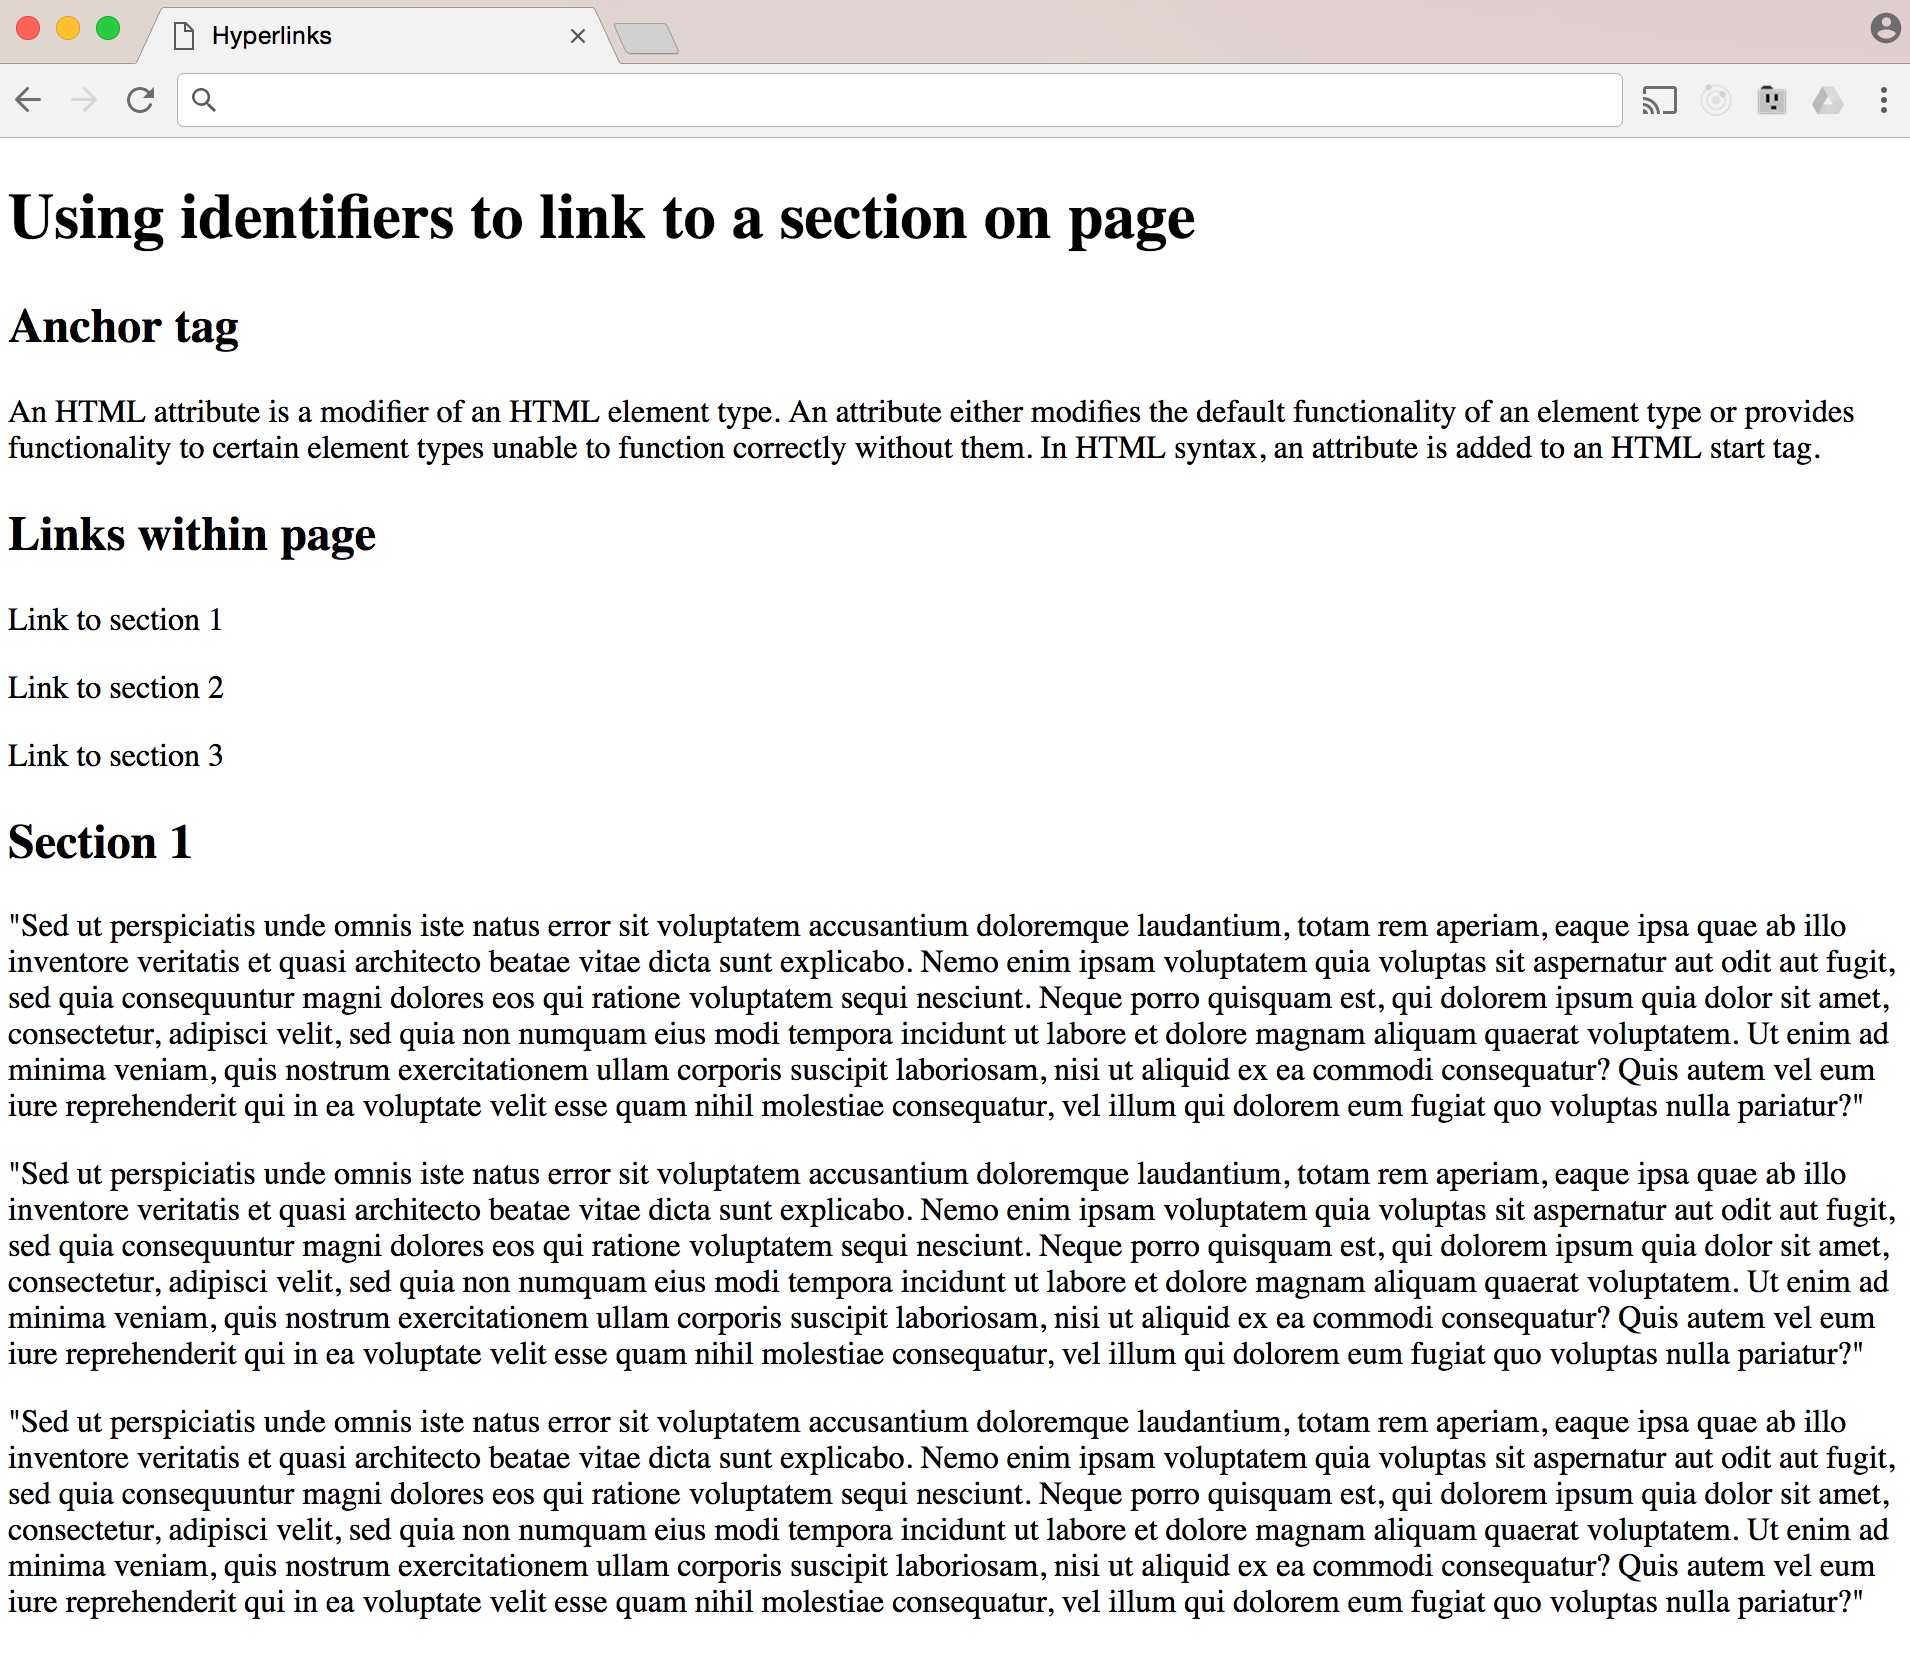 Hyperlinks
Using identifiers to link to a section on page
Anchor tag
An HTML attribute is a modifier of an HTML element type. An attribute either modifies the default functionality of an element type or provides
functionality to certain element types unable to function correctly without them. In HTML syntax, an attribute is added to an HTML start tag.
Links within page
Link to section 1
Link to section 2
Link to section 3
Section 1
"Sed ut perspiciatis unde omnis iste natus error sit voluptatem accusantium doloremque laudantium, totam rem aperiam, eaque ipsa quae ab illo
inventore veritatis et quasi architecto beatae vitae dicta sunt explicabo. Nemo enim ipsam voluptatem quia voluptas sit aspernatur aut odit aut fugit,
sed quia consequuntur magni dolores eos qui ratione voluptatem sequi nesciunt. Neque porro quisquam est, qui dolorem ipsum quia dolor sit amet,
consectetur, adipisci velit, sed quia non numquam eius modi tempora incidunt ut labore et dolore magnam aliquam quaerat voluptatem. Ut enim ad
minima veniam, quis nostrum exercitationem ullam corporis suscipit laboriosam, nisi ut aliquid ex ea commodi consequatur? Quis autem vel eum
iure reprehenderit qui in ea voluptate velit esse quam nihil molestiae consequatur, vel illum qui dolorem eum fugiat quo voluptas nulla pariatur?"
"Sed ut perspiciatis unde omnis iste natus error sit voluptatem accusantium doloremque laudantium, totam rem aperiam, eaque ipsa quae ab illo
inventore veritatis et quasi architecto beatae vitae dicta sunt explicabo. Nemo enim ipsam voluptatem quia voluptas sit aspernatur aut odit aut fugit,
sed quia consequuntur magni dolores eos qui ratione voluptatem sequi nesciunt. Neque porro quisquam est, qui dolorem ipsum quia dolor sit amet,
consectetur, adipisci velit, sed quia non numquam eius modi tempora incidunt ut labore et dolore magnam aliquam quaerat voluptatem. Ut enim ad
minima veniam, quis nostrum exercitationem ullam corporis suscipit laboriosam, nisi ut aliquid ex ea commodi consequatur? Quis autem vel eum
iure reprehenderit qui in ea voluptate velit esse quam nihil molestiae consequatur, vel illum qui dolorem eum fugiat quo voluptas nulla pariatur?"
"Sed ut perspiciatis unde omnis iste natus error sit voluptatem accusantium doloremque laudantium, totam rem aperiam, eaque ipsa quae ab illo
inventore veritatis et quasi architecto beatae vitae dicta sunt explicabo. Nemo enim ipsam voluptatem quia voluptas sit aspernatur aut odit aut fugit,
sed quia consequuntur magni dolores eos qui ratione voluptatem sequi nesciunt. Neque porro quisquam est, qui dolorem ipsum quia dolor sit amet,
consectetur, adipisci velit, sed quia non numquam eius modi tempora incidunt ut labore et dolore magnam aliquam quaerat voluptatem. Ut enim ad
minima veniam, quis nostrum exercitationem ullam corporis suscipit laboriosam, nisi ut aliquid ex ea commodi consequatur? Quis autem vel eum
iure reprehenderit qui in ea voluptate velit esse quam nihil molestiae consequatur, vel illum qui dolorem eum fugiat quo voluptas nulla pariatur?"